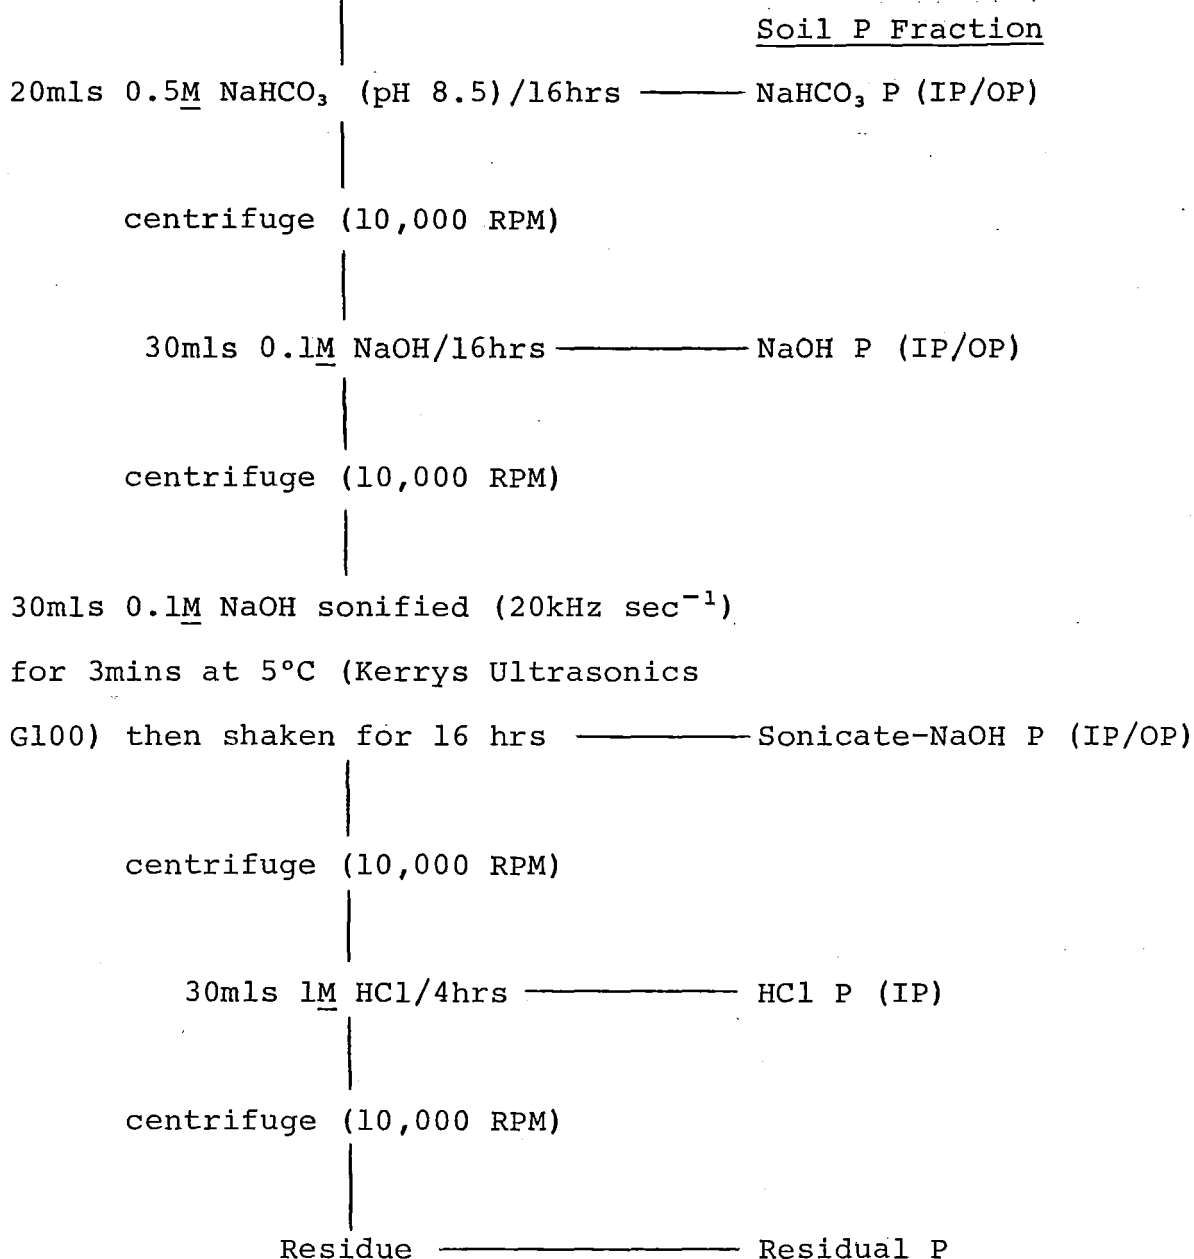 Soil P Fraction
20mls 0.5M NaHCO₃ (pH 8.5)/16hrs NaHCO₃ P (IP/OP)
centrifuge (10,000 RPM)
30mls 0.1M NaOH/16hrs NaOH P (IP/OP)
centrifuge (10,000 RPM)
30mls 0.1M NaOH sonified (20kHz sec⁻¹)
for 3mins at 5°C (Kerrys Ultrasonics
G100) then shaken for 16 hrs Sonicate-NaOH P (IP/OP)
centrifuge (10,000 RPM)
30mls 1M HCl/4hrs HCl P (IP)
centrifuge (10,000 RPM)
Residue Residual P